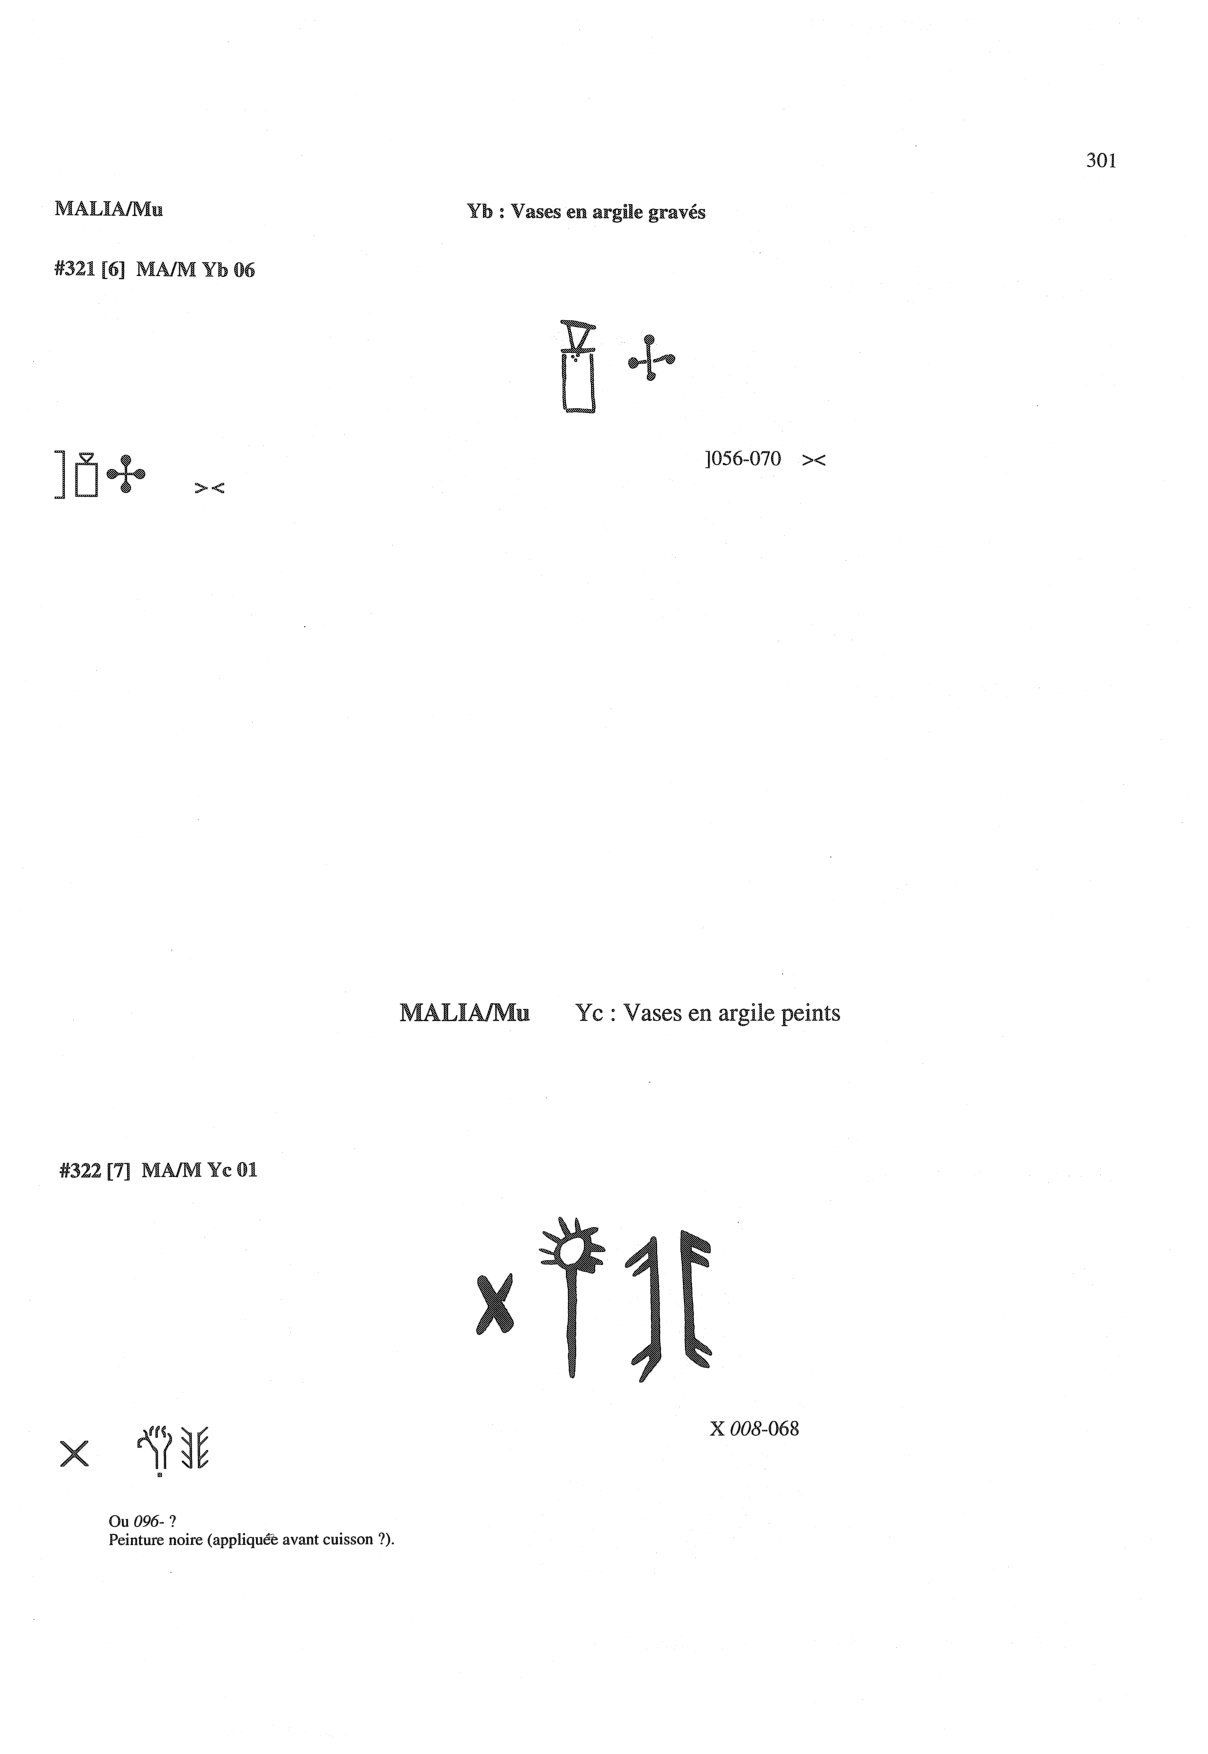 301
MALIA/Mu Yb : Vases en argile gravés
#321 [6] MA/M Yb 06
]056-070 ><
] ><
MALIA/Mu Yc : Vases en argile peints
#322 [7] MA/M Yc 01
X 008-068
X
Ou 096- ?
Peinture noire (appliquée avant cuisson ?).